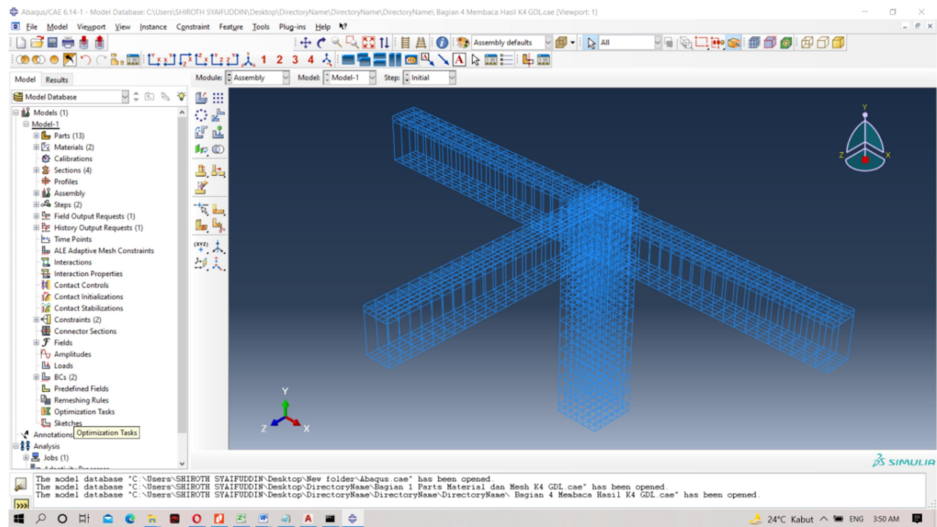 Abaqus/CAE 6.14-1 - Model Database: C:\Users\SHIROTH SYAIFUDDIN\Desktop\DirectoryName\DirectoryName\DirectoryName\ Bagian 4 Membaca Hasil K4 GDL.cae [Viewport: 1]
File Model Viewport View Instance Constraint Feature Tools Plug-ins Help
Assembly defaults All
1 2 3 4 A
Model Results Module: Assembly Model: Model-1 Step: Initial
Model Database
Models (1)
Model-1
Parts (13)
Materials (2)
Calibrations
Sections (4)
Profiles
Assembly
Steps (2)
Field Output Requests (1)
History Output Requests (1)
Time Points
ALE Adaptive Mesh Constraints
Interactions
Interaction Properties
Contact Controls
Contact Initializations
Contact Stabilizations
Constraints (2)
Connector Sections
Fields
Amplitudes
Loads
BCs (2)
Predefined Fields
Remeshing Rules
Optimization Tasks
Sketches
Annotations
Optimization Tasks
Analysis
Jobs (1)
(XYZ)
Y
Z X
Y
Z X
SIMULIA
The model database "C:\Users\SHIROTH SYAIFUDDIN\Desktop\New folder\Abaqus.cae" has been opened.
The model database "C:\Users\SHIROTH SYAIFUDDIN\Desktop\DirectoryName\Bagian 1 Parts Material dan Mesh K4 GDL.cae" has been opened.
The model database "C:\Users\SHIROTH SYAIFUDDIN\Desktop\DirectoryName\DirectoryName\DirectoryName\ Bagian 4 Membaca Hasil K4 GDL.cae" has been opened.
>>>
24°C Kabut ENG 3:50 AM